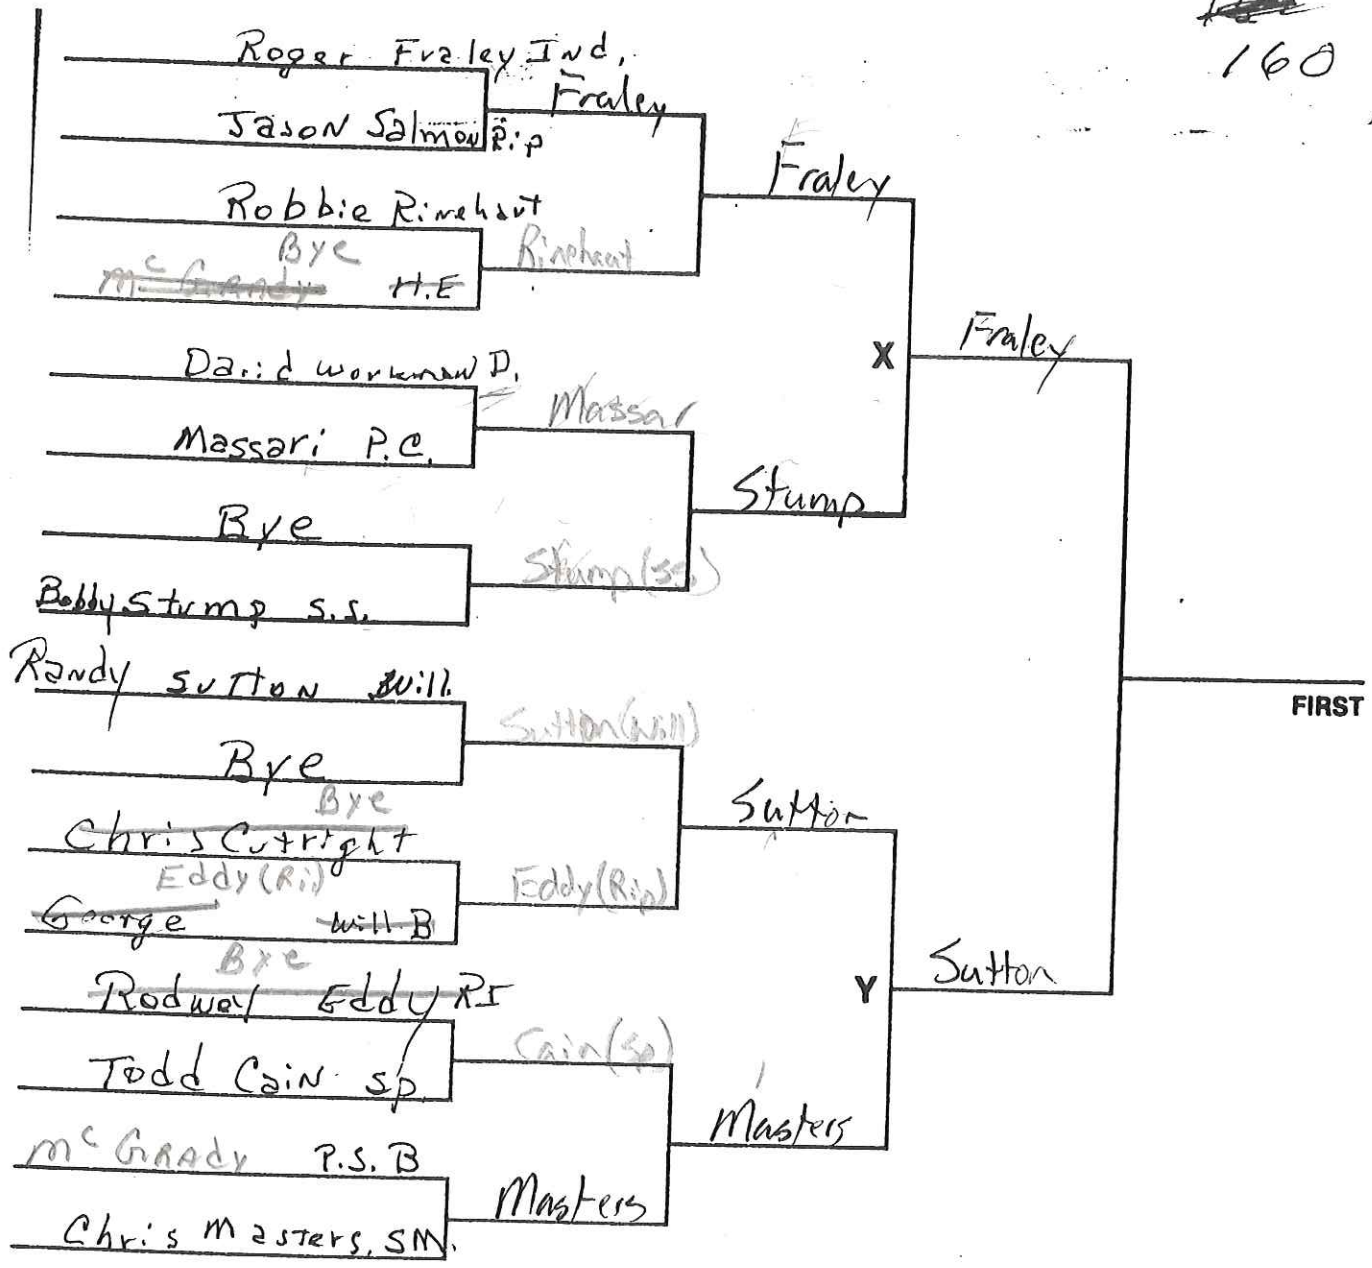 160
Roger Fraley Ind.
Fraley
Jason Salmon Rip
Fraley
Robbie Rinehart
Bye
Rinehart
McGrady H.E
Fraley
X
David Workman D.
Massar
Massari P.C.
Stump
Bye
Stump (ss)
Bobby Stump S.S.
Randy Sutton Will.
FIRST
Sutton (Will)
Bye
Bye
Sutton
Chris Cutright
Eddy (Ri)
Eddy (Rip)
George Will B
Bye
Sutton
Y
Rodney Eddy RI
Cain (sp)
Todd Cain sp.
Masters
McGrady P.S.B
Masters
Chris Masters, SM.